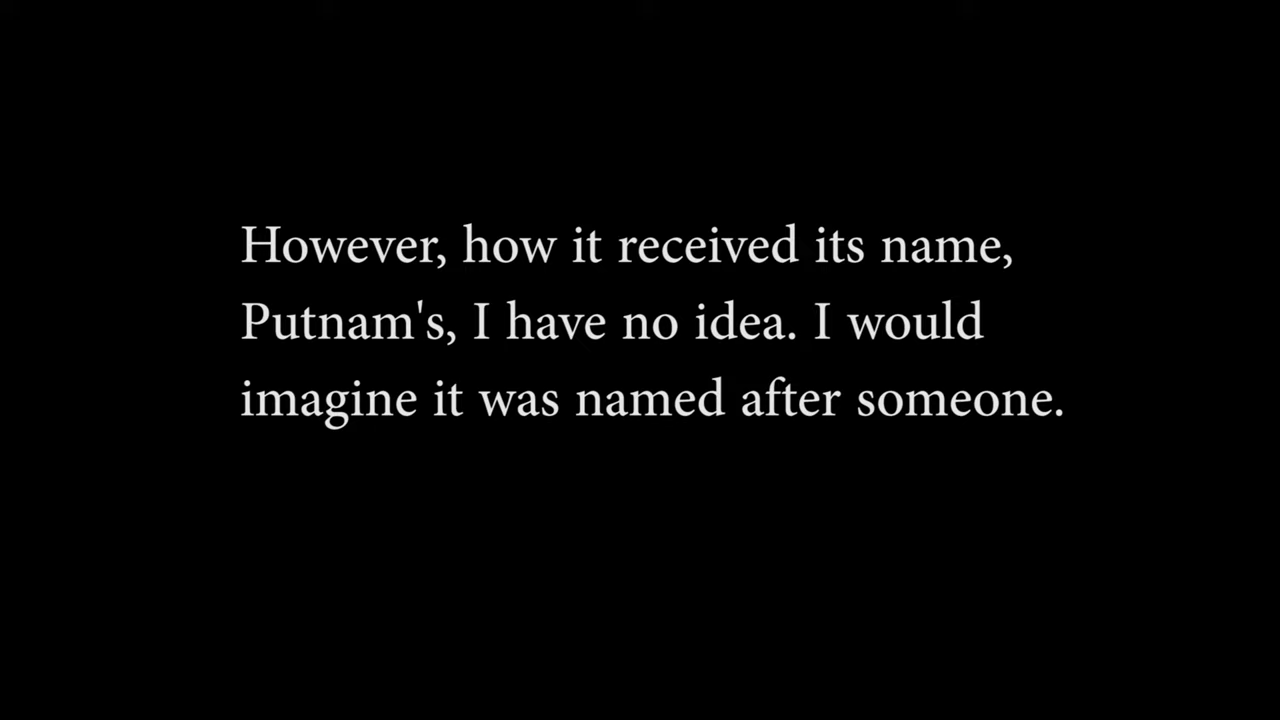 However, how it received its name,
Putnam's, I have no idea. I would
imagine it was named after someone.